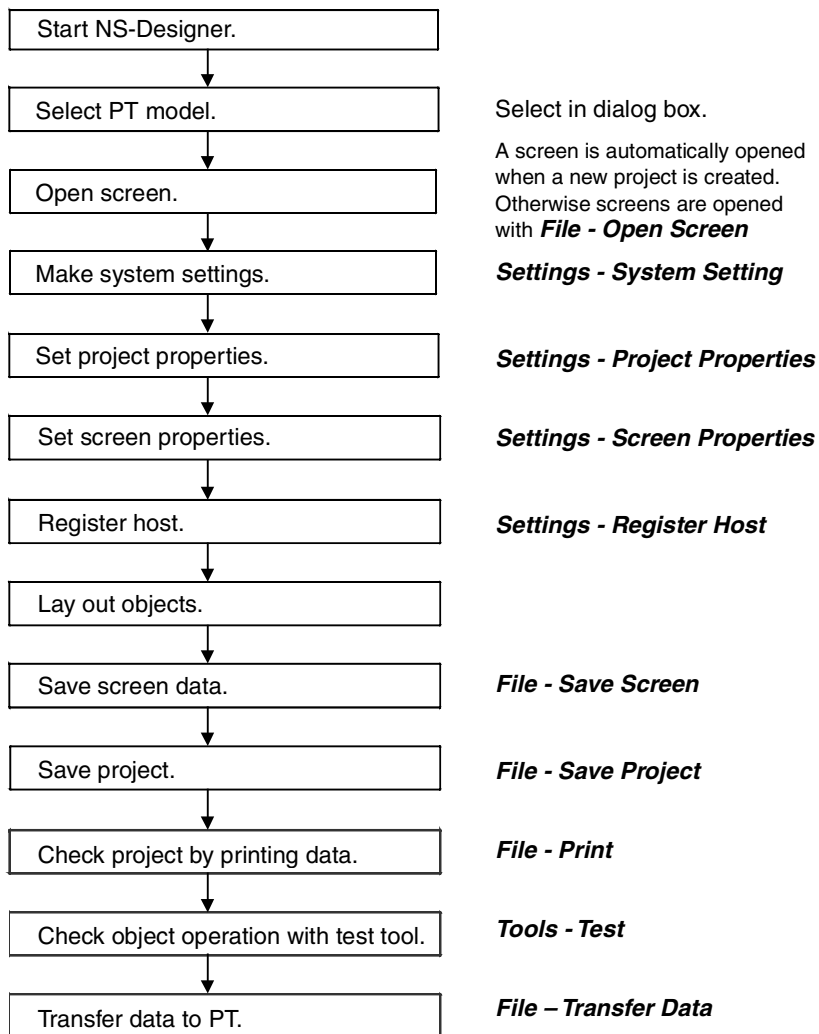 Start NS-Designer.
Select PT model.
Select in dialog box.
Open screen.
A screen is automatically opened
when a new project is created.
Otherwise screens are opened
with File - Open Screen
Make system settings.
Settings - System Setting
Set project properties.
Settings - Project Properties
Set screen properties.
Settings - Screen Properties
Register host.
Settings - Register Host
Lay out objects.
Save screen data.
File - Save Screen
Save project.
File - Save Project
Check project by printing data.
File - Print
Check object operation with test tool.
Tools - Test
Transfer data to PT.
File – Transfer Data